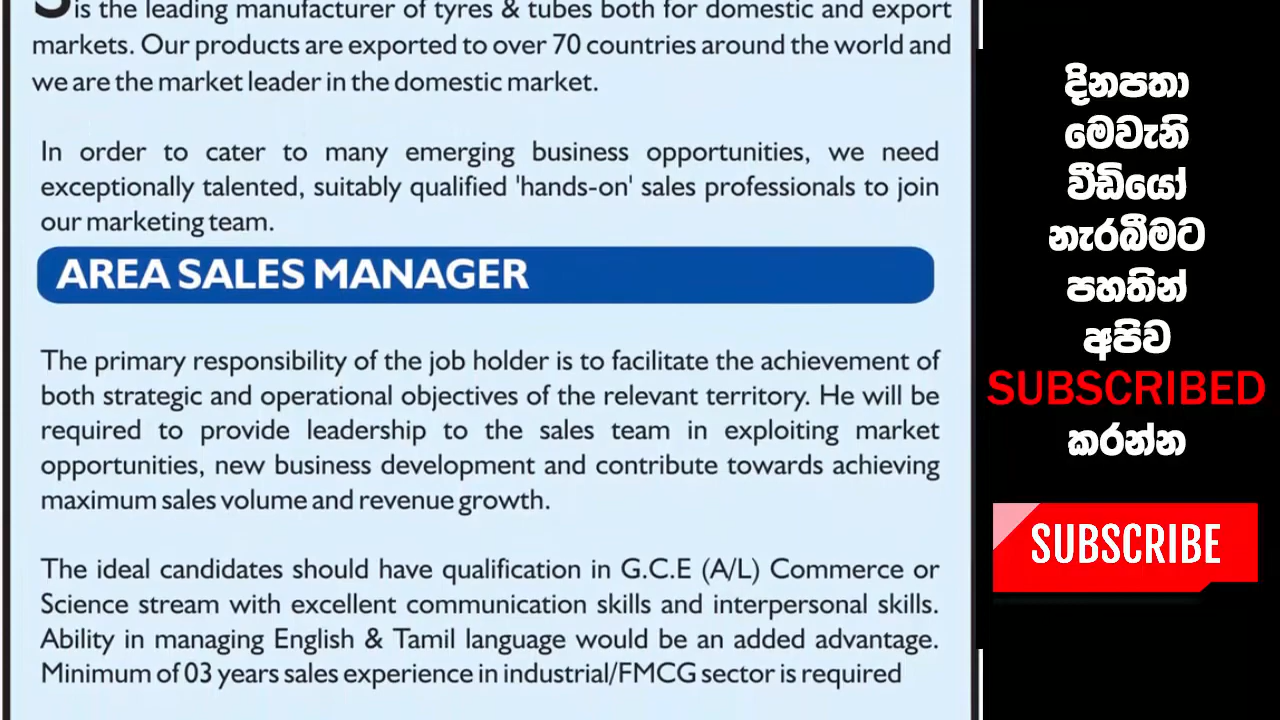 is the leading manufacturer of tyres & tubes both for domestic and export
markets. Our products are exported to over 70 countries around the world and
we are the market leader in the domestic market.
In order to cater to many emerging business opportunities, we need
exceptionally talented, suitably qualified 'hands-on' sales professionals to join
our marketing team.
AREA SALES MANAGER
The primary responsibility of the job holder is to facilitate the achievement of
both strategic and operational objectives of the relevant territory. He will be
required to provide leadership to the sales team in exploiting market
opportunities, new business development and contribute towards achieving
maximum sales volume and revenue growth.
The ideal candidates should have qualification in G.C.E (A/L) Commerce or
Science stream with excellent communication skills and interpersonal skills.
Ability in managing English & Tamil language would be an added advantage.
Minimum of 03 years sales experience in industrial/FMCG sector is required
දිනපතා
මෙවැනි
වීඩියෝ
නැරබීමට
පහතින්
අපිව
SUBSCRIBED
කරන්න
SUBSCRIBE